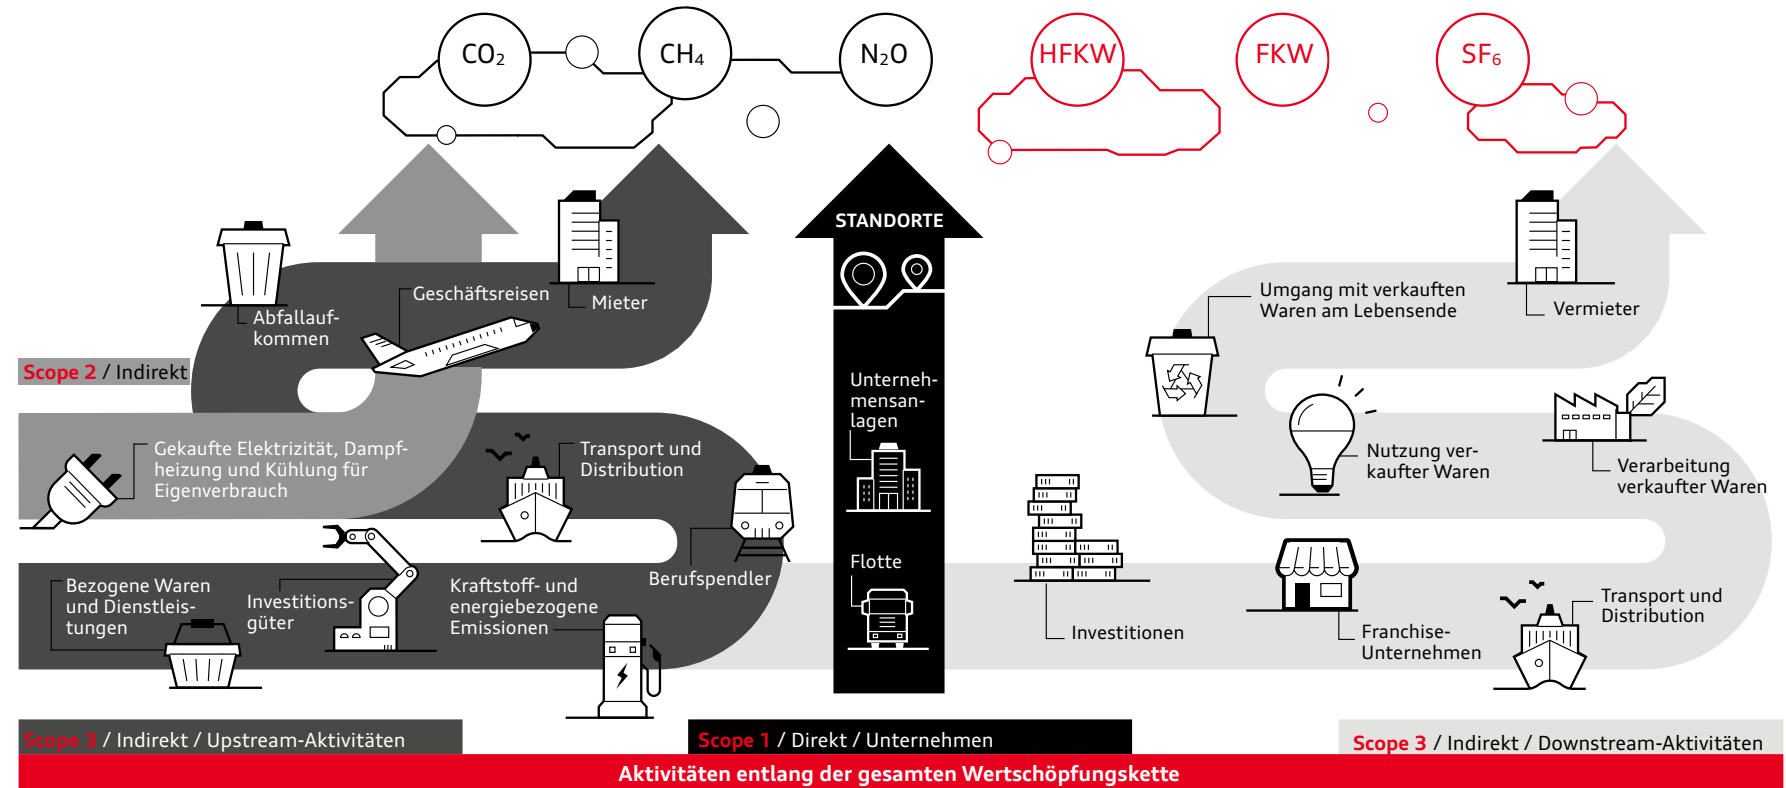 CO₂
CH₄
N₂O
HFKW
FKW
SF₆
STANDORTE
Abfallauf-
kommen
Geschäftsreisen
Mieter
Scope 2 / Indirekt
Gekaufte Elektrizität, Dampf-
heizung und Kühlung für
Eigenverbrauch
Transport und
Distribution
Berufspendler
Bezogene Waren
und Dienstleis-
tungen
Investitions-
güter
Kraftstoff- und
energiebezogene
Emissionen
Unterneh-
mensan-
lagen
Flotte
Umgang mit verkauften
Waren am Lebensende
Vermieter
Nutzung ver-
kaufter Waren
Verarbeitung
verkaufter Waren
Investitionen
Franchise-
Unternehmen
Transport und
Distribution
Scope 3 / Indirekt / Upstream-Aktivitäten
Scope 1 / Direkt / Unternehmen
Scope 3 / Indirekt / Downstream-Aktivitäten
Aktivitäten entlang der gesamten Wertschöpfungskette